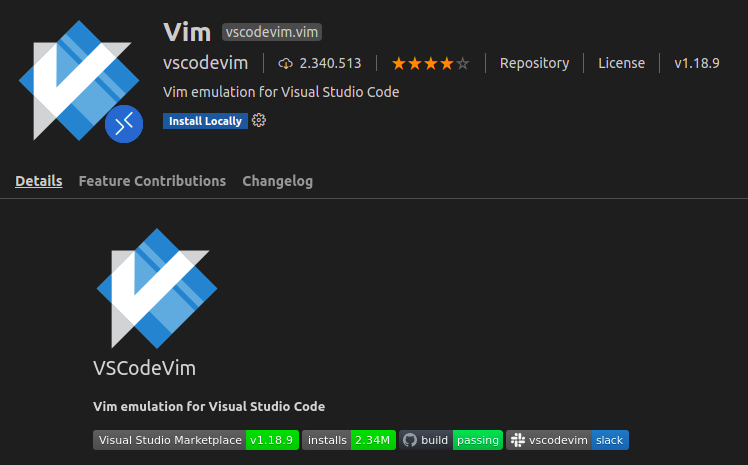 Vim vscodevim.vim
vscodevim 2.340.513 Repository License v1.18.9
Vim emulation for Visual Studio Code
Install Locally
Details Feature Contributions Changelog
VSCodeVim
Vim emulation for Visual Studio Code
Visual Studio Marketplace v1.18.9 installs 2.34M build passing vscodevim slack